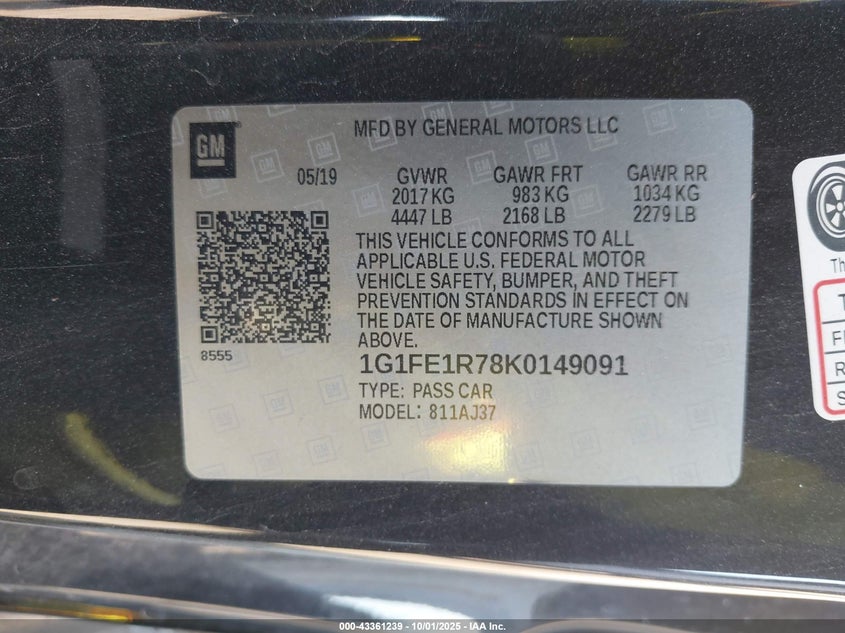 GM
MFD BY GENERAL MOTORS LLC
05/19 GVWR GAWR FRT GAWR RR
2017 KG 983 KG 1034 KG
4447 LB 2168 LB 2279 LB
THIS VEHICLE CONFORMS TO ALL
APPLICABLE U.S. FEDERAL MOTOR
VEHICLE SAFETY, BUMPER, AND THEFT
PREVENTION STANDARDS IN EFFECT ON
THE DATE OF MANUFACTURE SHOWN
ABOVE.
8555
1G1FE1R78K0149091
TYPE: PASS CAR
MODEL: 811AJ37
Th
T
F
R
S
000-43361239 - 10/01/2025 - IAA Inc.